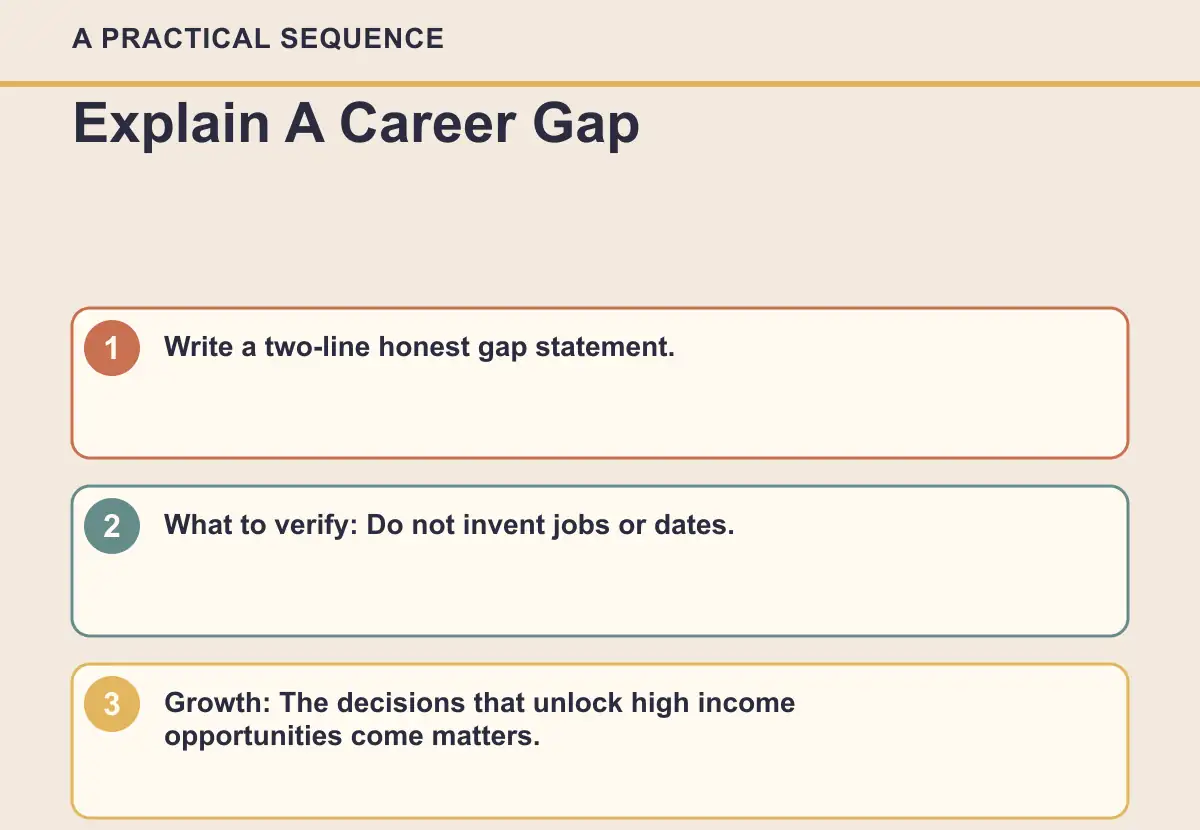 A PRACTICAL SEQUENCE
Explain A Career Gap
1
Write a two-line honest gap statement.
2
What to verify: Do not invent jobs or dates.
3
Growth: The decisions that unlock high income
opportunities come matters.